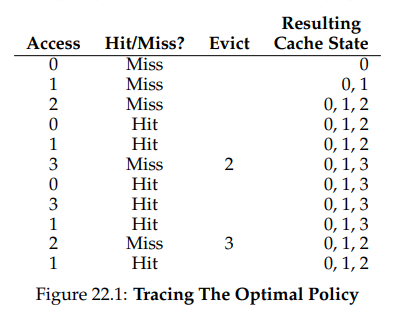 Resulting
Access Hit/Miss? Evict Cache State
0 Miss 0
1 Miss 0, 1
2 Miss 0, 1, 2
0 Hit 0, 1, 2
1 Hit 0, 1, 2
3 Miss 2 0, 1, 3
0 Hit 0, 1, 3
3 Hit 0, 1, 3
1 Hit 0, 1, 3
2 Miss 3 0, 1, 2
1 Hit 0, 1, 2
Figure 22.1: Tracing The Optimal Policy